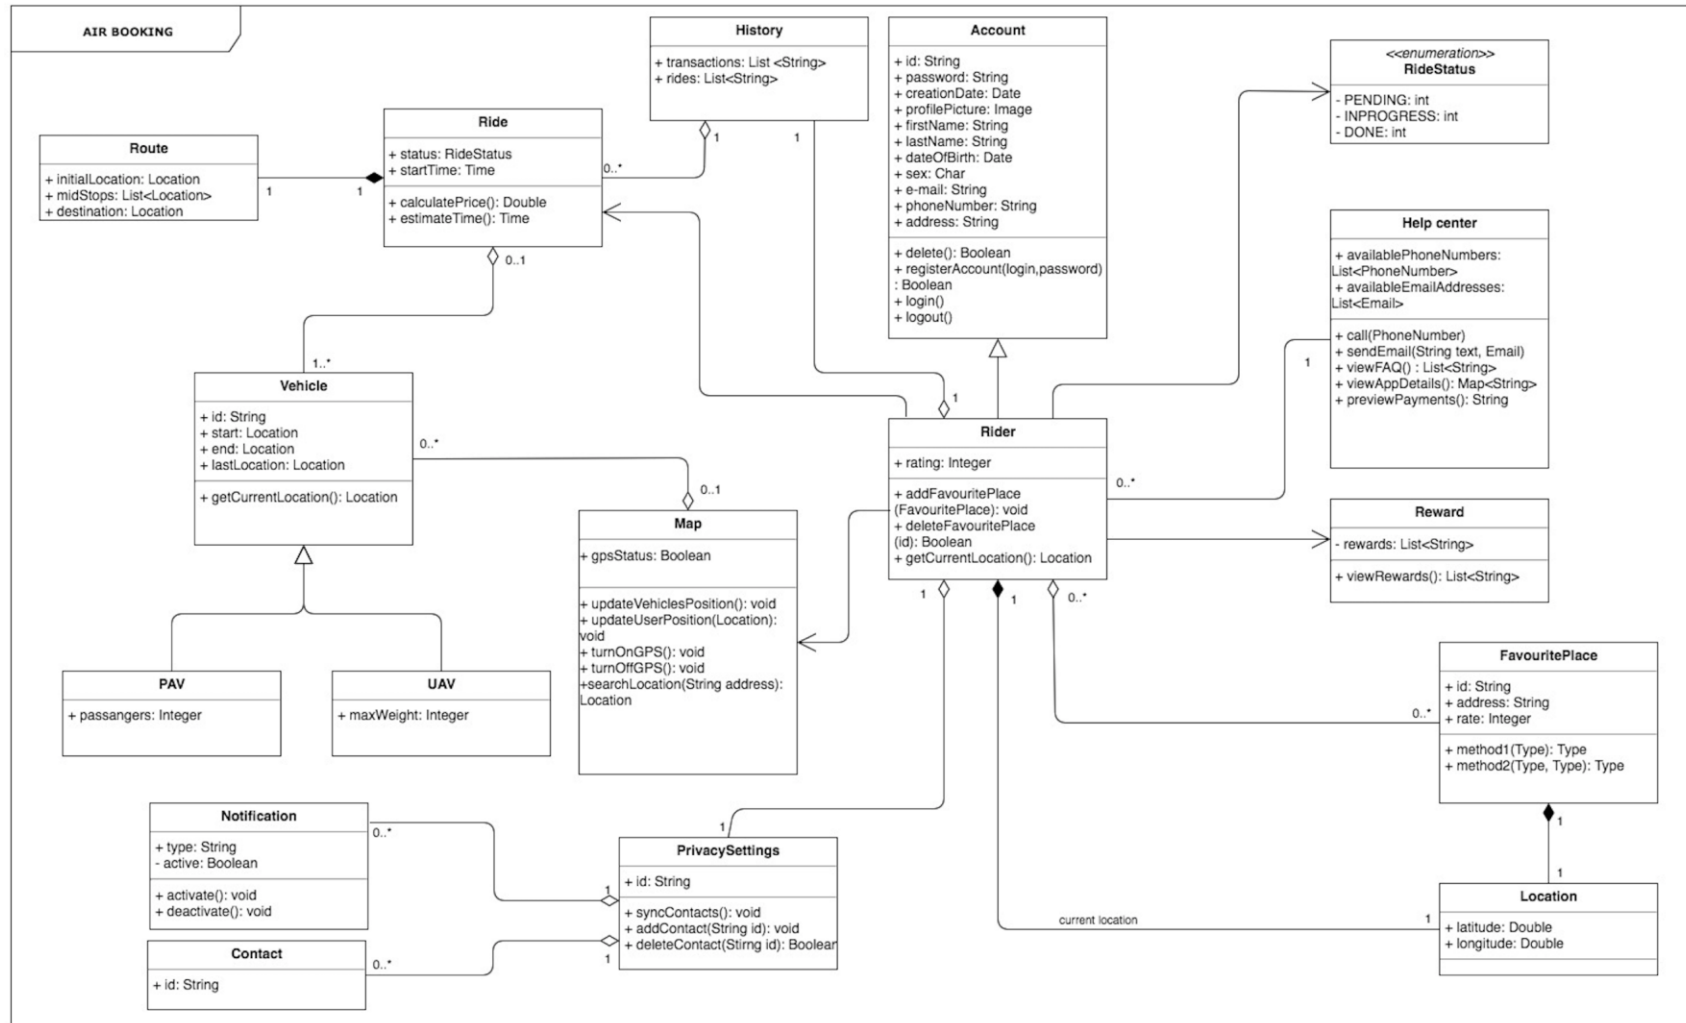 AIR BOOKING
History
+ transactions: List <String>
+ rides: List<String>
1
1
Account
+ id: String
+ password: String
+ creationDate: Date
+ profilePicture: Image
+ firstName: String
+ lastName: String
+ dateOfBirth: Date
+ sex: Char
+ e-mail: String
+ phoneNumber: String
+ address: String
+ delete(): Boolean
+ registerAccount(login,password)
: Boolean
+ login()
+ logout()
<<enumeration>>
RideStatus
- PENDING: int
- INPROGRESS: int
- DONE: int
Route
+ initialLocation: Location
+ midStops: List<Location>
+ destination: Location
1
1
Ride
+ status: RideStatus
+ startTime: Time
+ calculatePrice(): Double
+ estimateTime(): Time
0..*
0..1
Help center
+ availablePhoneNumbers:
List<PhoneNumber>
+ availableEmailAddresses:
List<Email>
+ call(PhoneNumber)
+ sendEmail(String text, Email)
+ viewFAQ() : List<String>
+ viewAppDetails(): Map<String>
+ previewPayments(): String
1
1..*
Vehicle
+ id: String
+ start: Location
+ end: Location
+ lastLocation: Location
+ getCurrentLocation(): Location
0..*
0..1
1
Rider
+ rating: Integer
+ addFavouritePlace
(FavouritePlace): void
+ deleteFavouritePlace
(id): Boolean
+ getCurrentLocation(): Location
0..*
1
1
0..*
Reward
- rewards: List<String>
+ viewRewards(): List<String>
Map
+ gpsStatus: Boolean
+ updateVehiclesPosition(): void
+ updateUserPosition(Location):
void
+ turnOnGPS(): void
+ turnOffGPS(): void
+searchLocation(String address):
Location
PAV
+ passangers: Integer
UAV
+ maxWeight: Integer
FavouritePlace
+ id: String
+ address: String
+ rate: Integer
+ method1(Type): Type
+ method2(Type, Type): Type
0..*
1
1
Notification
+ type: String
- active: Boolean
+ activate(): void
+ deactivate(): void
0..*
1
PrivacySettings
+ id: String
+ syncContacts(): void
+ addContact(String id): void
+ deleteContact(Stirng id): Boolean
1
1
Contact
+ id: String
0..*
current location
1
Location
+ latitude: Double
+ longitude: Double